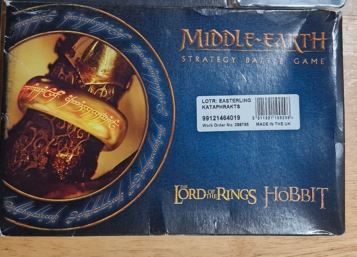 MIDDLE-EARTH
STRATEGY BATTLE GAME
LOTR: EASTERLING
KATAPHRAKTS
99121464019
MADE IN THE UK
THE LORD OF THE RINGS
THE HOBBIT